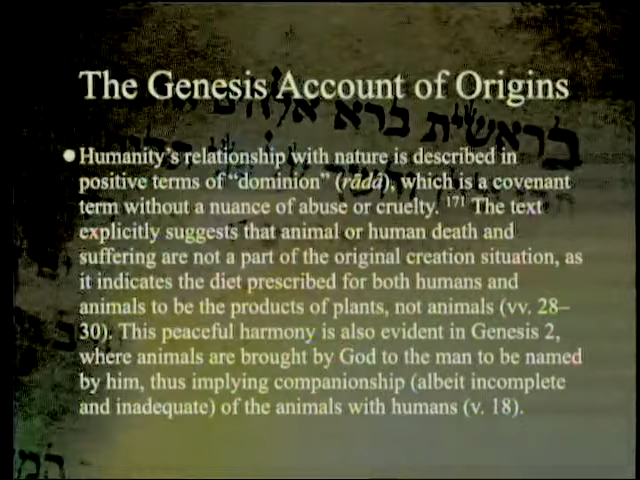 The Genesis Account of Origins
Humanity's relationship with nature is described in
positive terms of "dominion" (rādâ), which is a covenant
term without a nuance of abuse or cruelty. 171 The text
explicitly suggests that animal or human death and
suffering are not a part of the original creation situation, as
it indicates the diet prescribed for both humans and
animals to be the products of plants, not animals (vv. 28–
30). This peaceful harmony is also evident in Genesis 2,
where animals are brought by God to the man to be named
by him, thus implying companionship (albeit incomplete
and inadequate) of the animals with humans (v. 18).
בראשית ברא אלהים